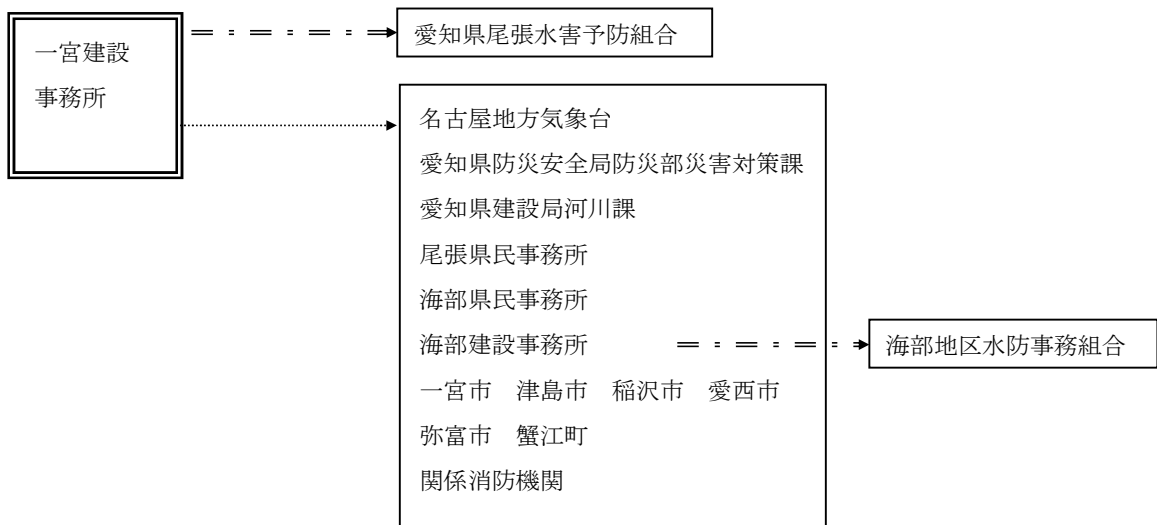 一宮建設
事務所
愛知県尾張水害予防組合
名古屋地方気象台
愛知県防災安全局防災部災害対策課
愛知県建設局河川課
尾張県民事務所
海部県民事務所
海部建設事務所
海部地区水防事務組合
一宮市　津島市　稲沢市　愛西市
弥富市　蟹江町
関係消防機関